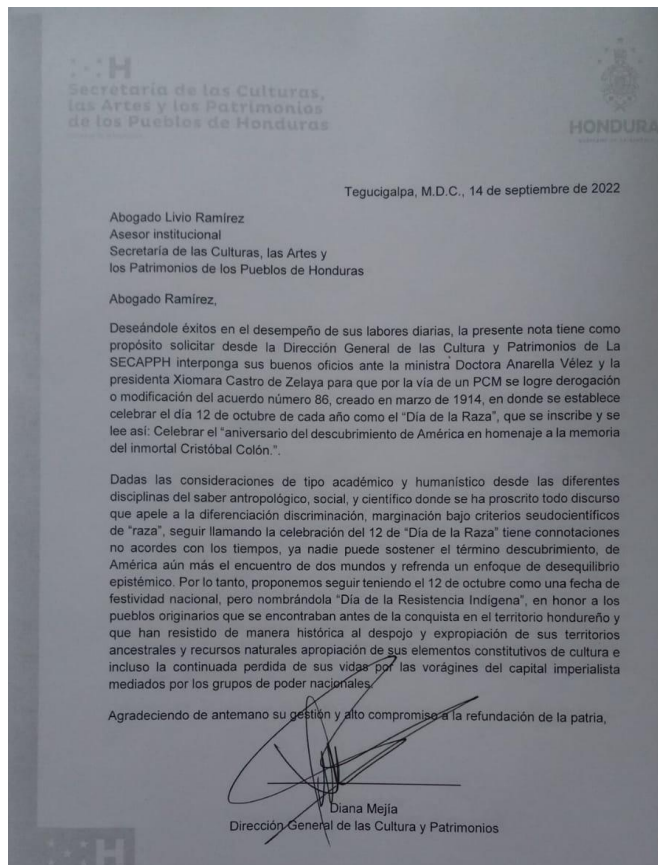 H
Secretaría de las Culturas,
las Artes y los Patrimonios
de los Pueblos de Honduras
HONDURA
Tegucigalpa, M.D.C., 14 de septiembre de 2022
Abogado Livio Ramírez
Asesor institucional
Secretaría de las Culturas, las Artes y
los Patrimonios de los Pueblos de Honduras
Abogado Ramírez,
Deseándole éxitos en el desempeño de sus labores diarias, la presente nota tiene como
propósito solicitar desde la Dirección General de las Cultura y Patrimonios de La
SECAPPH interponga sus buenos oficios ante la ministra Doctora Anarella Vélez y la
presidenta Xiomara Castro de Zelaya para que por la vía de un PCM se logre derogación
o modificación del acuerdo número 86, creado en marzo de 1914, en donde se establece
celebrar el día 12 de octubre de cada año como el “Día de la Raza”, que se inscribe y se
lee así: Celebrar el “aniversario del descubrimiento de América en homenaje a la memoria
del inmortal Cristóbal Colón.”.
Dadas las consideraciones de tipo académico y humanístico desde las diferentes
disciplinas del saber antropológico, social, y científico donde se ha proscrito todo discurso
que apele a la diferenciación discriminación, marginación bajo criterios seudocientíficos
de “raza”, seguir llamando la celebración del 12 de “Día de la Raza” tiene connotaciones
no acordes con los tiempos, ya nadie puede sostener el término descubrimiento, de
América aún más el encuentro de dos mundos y refrenda un enfoque de desequilibrio
epistémico. Por lo tanto, proponemos seguir teniendo el 12 de octubre como una fecha de
festividad nacional, pero nombrándola “Día de la Resistencia Indígena”, en honor a los
pueblos originarios que se encontraban antes de la conquista en el territorio hondureño y
que han resistido de manera histórica al despojo y expropiación de sus territorios
ancestrales y recursos naturales apropiación de sus elementos constitutivos de cultura e
incluso la continuada perdida de sus vidas por las vorágines del capital imperialista
mediados por los grupos de poder nacionales.
Agradeciendo de antemano su gestión y alto compromiso a la refundación de la patria,
Diana Mejía
Dirección General de las Cultura y Patrimonios
H